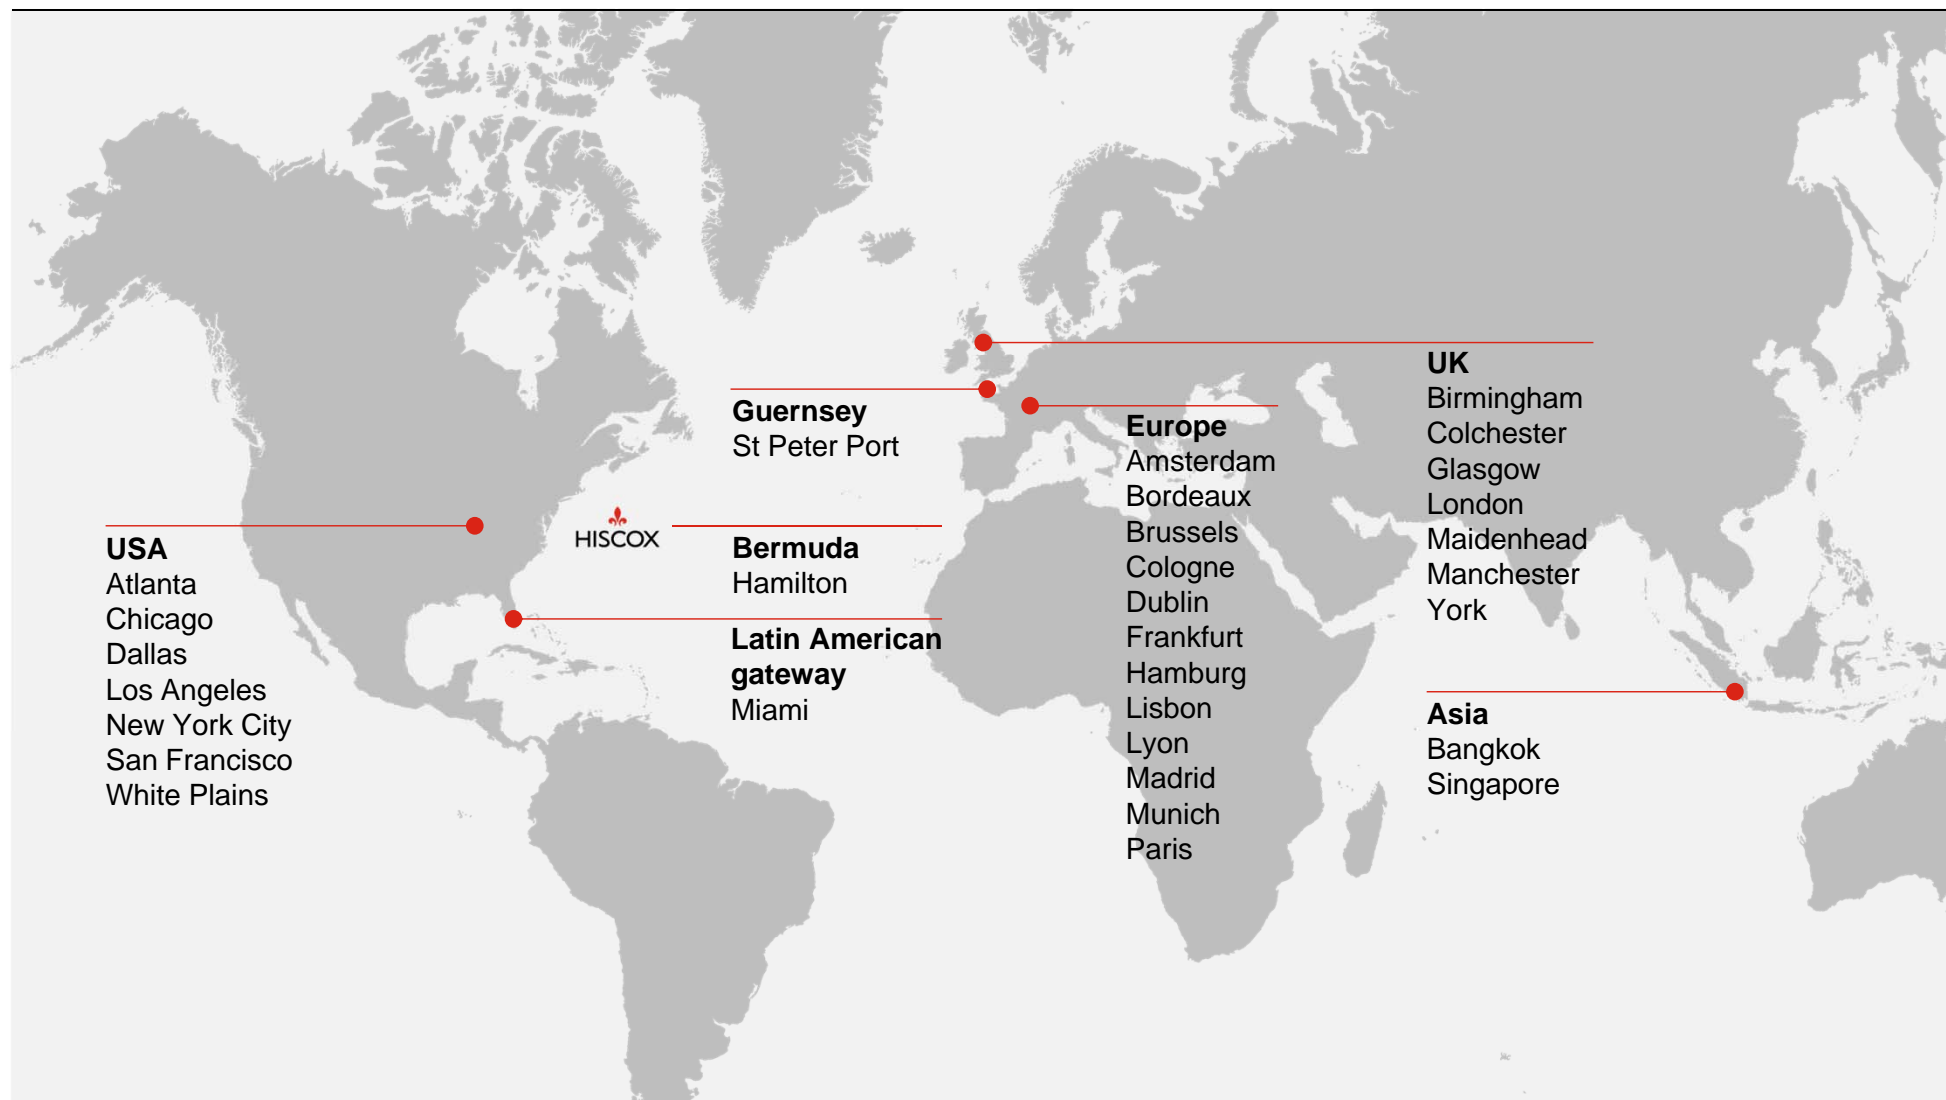 USA
Atlanta
Chicago
Dallas
Los Angeles
New York City
San Francisco
White Plains
HISCOX
Guernsey
St Peter Port
Bermuda
Hamilton
Latin American
gateway
Miami
Europe
Amsterdam
Bordeaux
Brussels
Cologne
Dublin
Frankfurt
Hamburg
Lisbon
Lyon
Madrid
Munich
Paris
UK
Birmingham
Colchester
Glasgow
London
Maidenhead
Manchester
York
Asia
Bangkok
Singapore